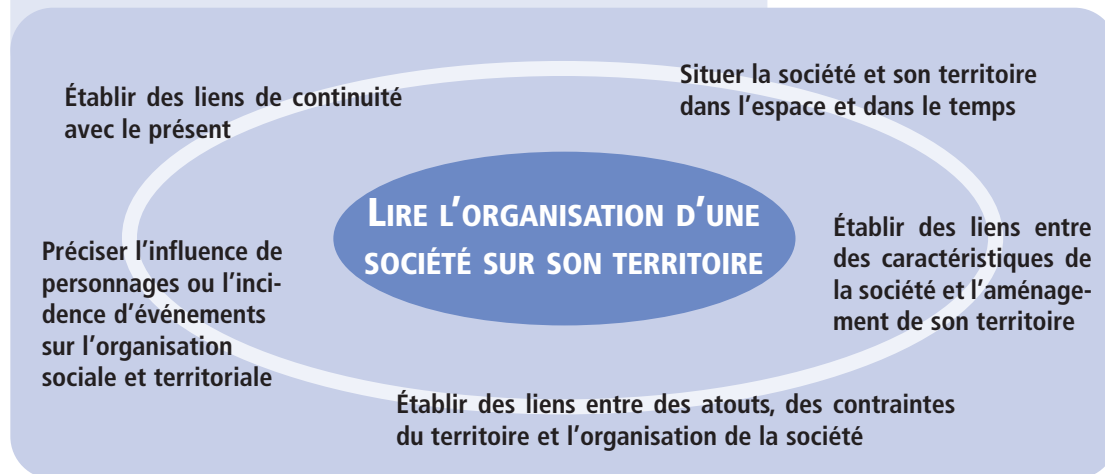 Établir des liens de continuité
avec le présent
Situer la société et son territoire
dans l'espace et dans le temps
LIRE L'ORGANISATION D'UNE
SOCIÉTÉ SUR SON TERRITOIRE
Préciser l'influence de
personnages ou l'inci-
dence d'événements
sur l'organisation
sociale et territoriale
Établir des liens entre
des caractéristiques de
la société et l'aménage-
ment de son territoire
Établir des liens entre des atouts, des contraintes
du territoire et l'organisation de la société